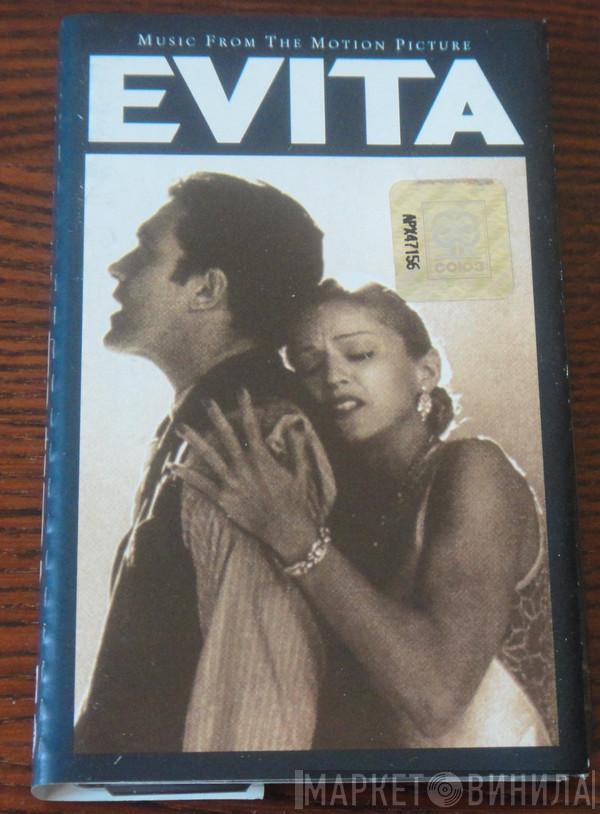 MUSIC FROM THE MOTION PICTURE
EVITA
АРХ47156
СОЮЗ
МАРКЕТ ВИНИЛА